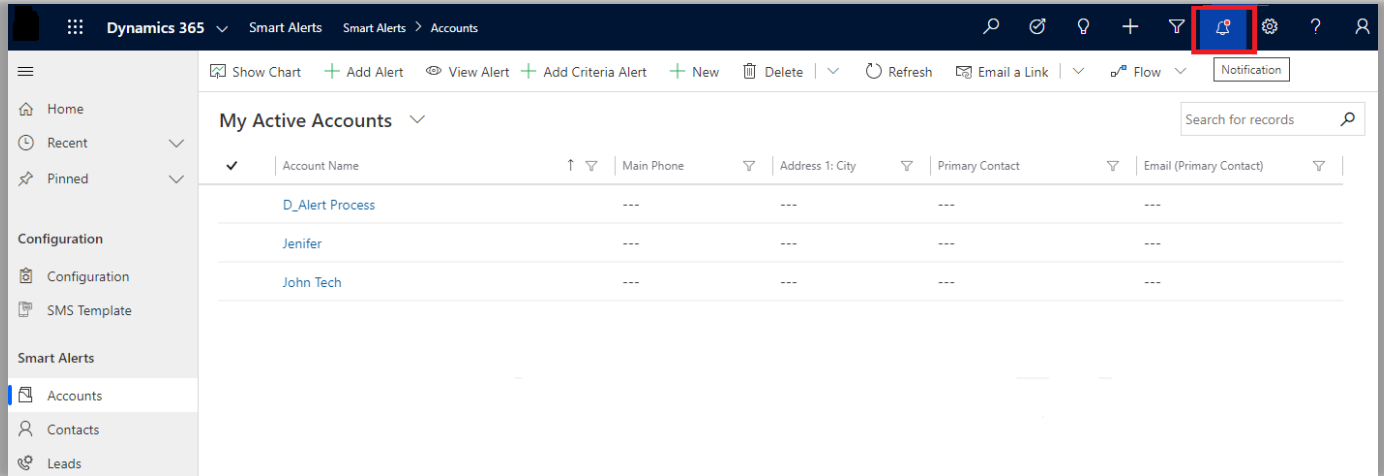 Dynamics 365 Smart Alerts Smart Alerts > Accounts
Show Chart Add Alert View Alert Add Criteria Alert New Delete Refresh Email a Link Flow Notification
Home
Recent
Pinned
Configuration
Configuration
SMS Template
Smart Alerts
Accounts
Contacts
Leads
My Active Accounts
Search for records
Account Name Main Phone Address 1: City Primary Contact Email (Primary Contact)
D_Alert Process --- --- --- ---
Jenifer --- --- --- ---
John Tech --- --- --- ---